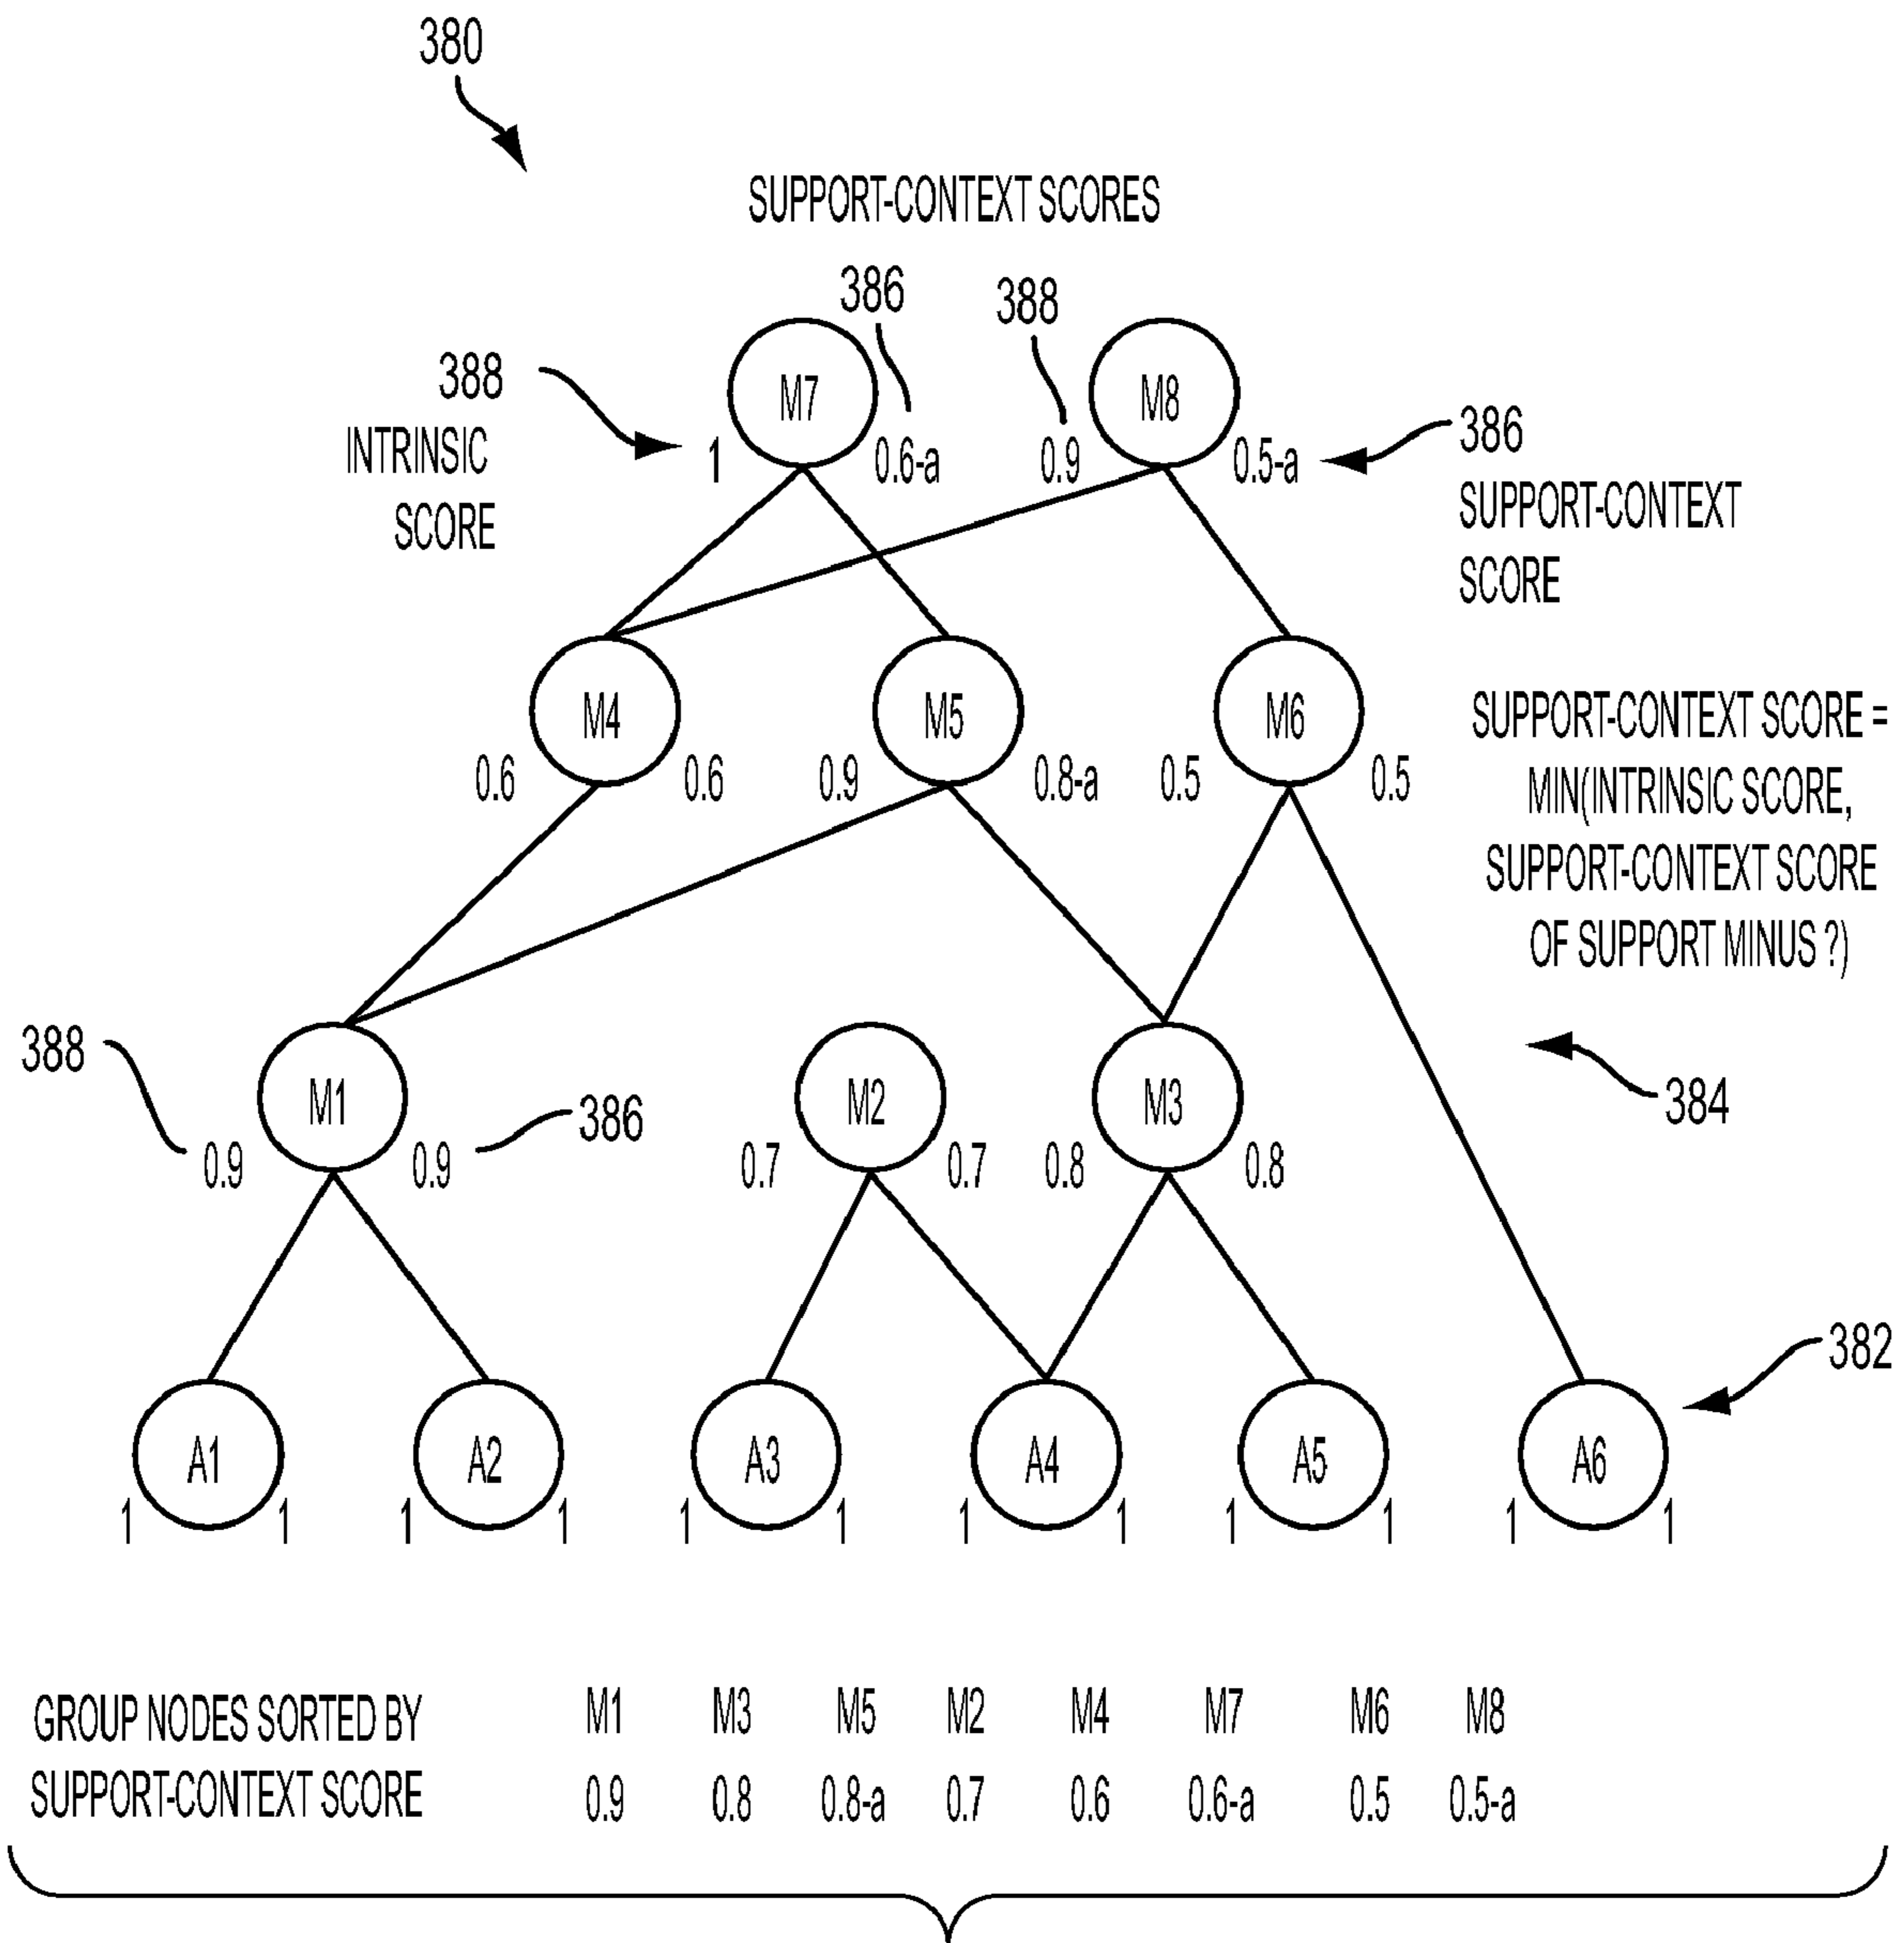 380
SUPPORT-CONTEXT SCORES
386
388
388
INTRINSIC
SCORE
M7
M8
1
0.6-a
0.9
0.5-a
386
SUPPORT-CONTEXT
SCORE
M4
M5
M6
0.6
0.6
0.9
0.8-a
0.5
0.5
SUPPORT-CONTEXT SCORE =
MIN(INTRINSIC SCORE,
SUPPORT-CONTEXT SCORE
OF SUPPORT MINUS ?)
388
M1
M2
M3
386
384
0.9
0.9
0.7
0.7
0.8
0.8
382
A1
A2
A3
A4
A5
A6
1 1 1 1 1 1 1 1 1 1 1 1
GROUP NODES SORTED BY M1 M3 M5 M2 M4 M7 M6 M8
SUPPORT-CONTEXT SCORE 0.9 0.8 0.8-a 0.7 0.6 0.6-a 0.5 0.5-a